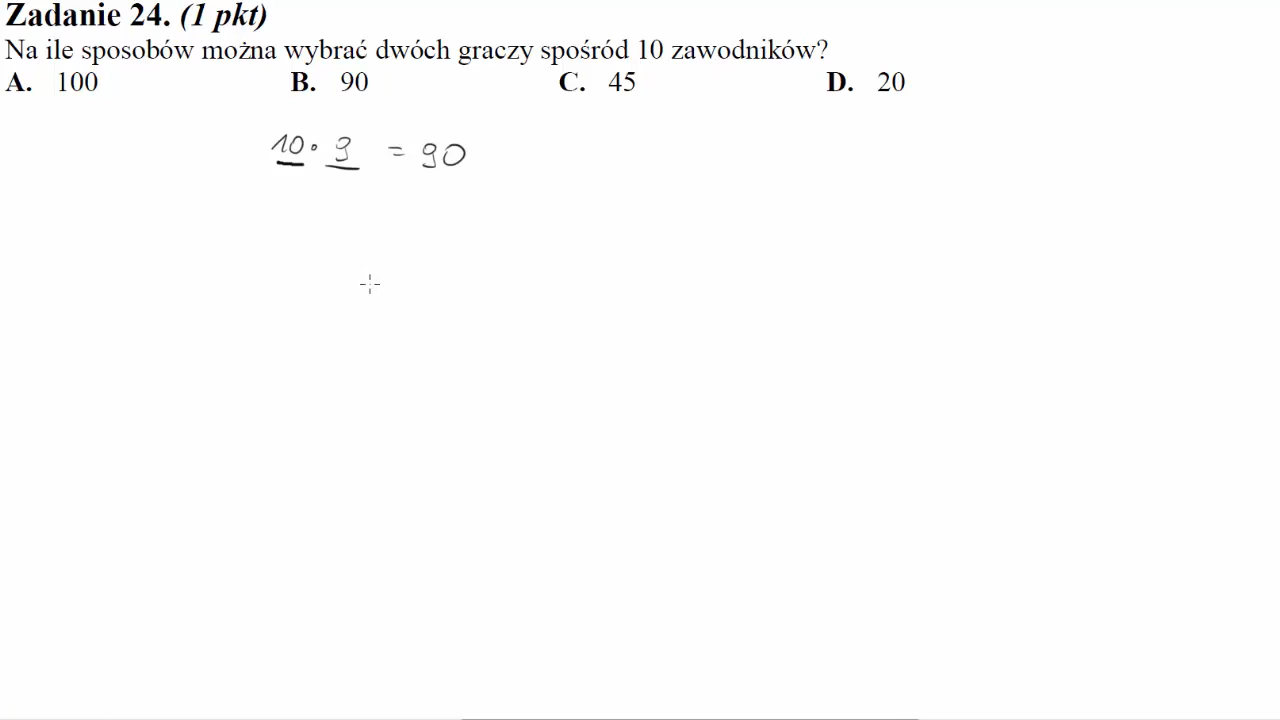 Zadanie 24. (1 pkt)
Na ile sposobów można wybrać dwóch graczy spośród 10 zawodników?
A. 100 B. 90 C. 45 D. 20
10 · 9 = 90